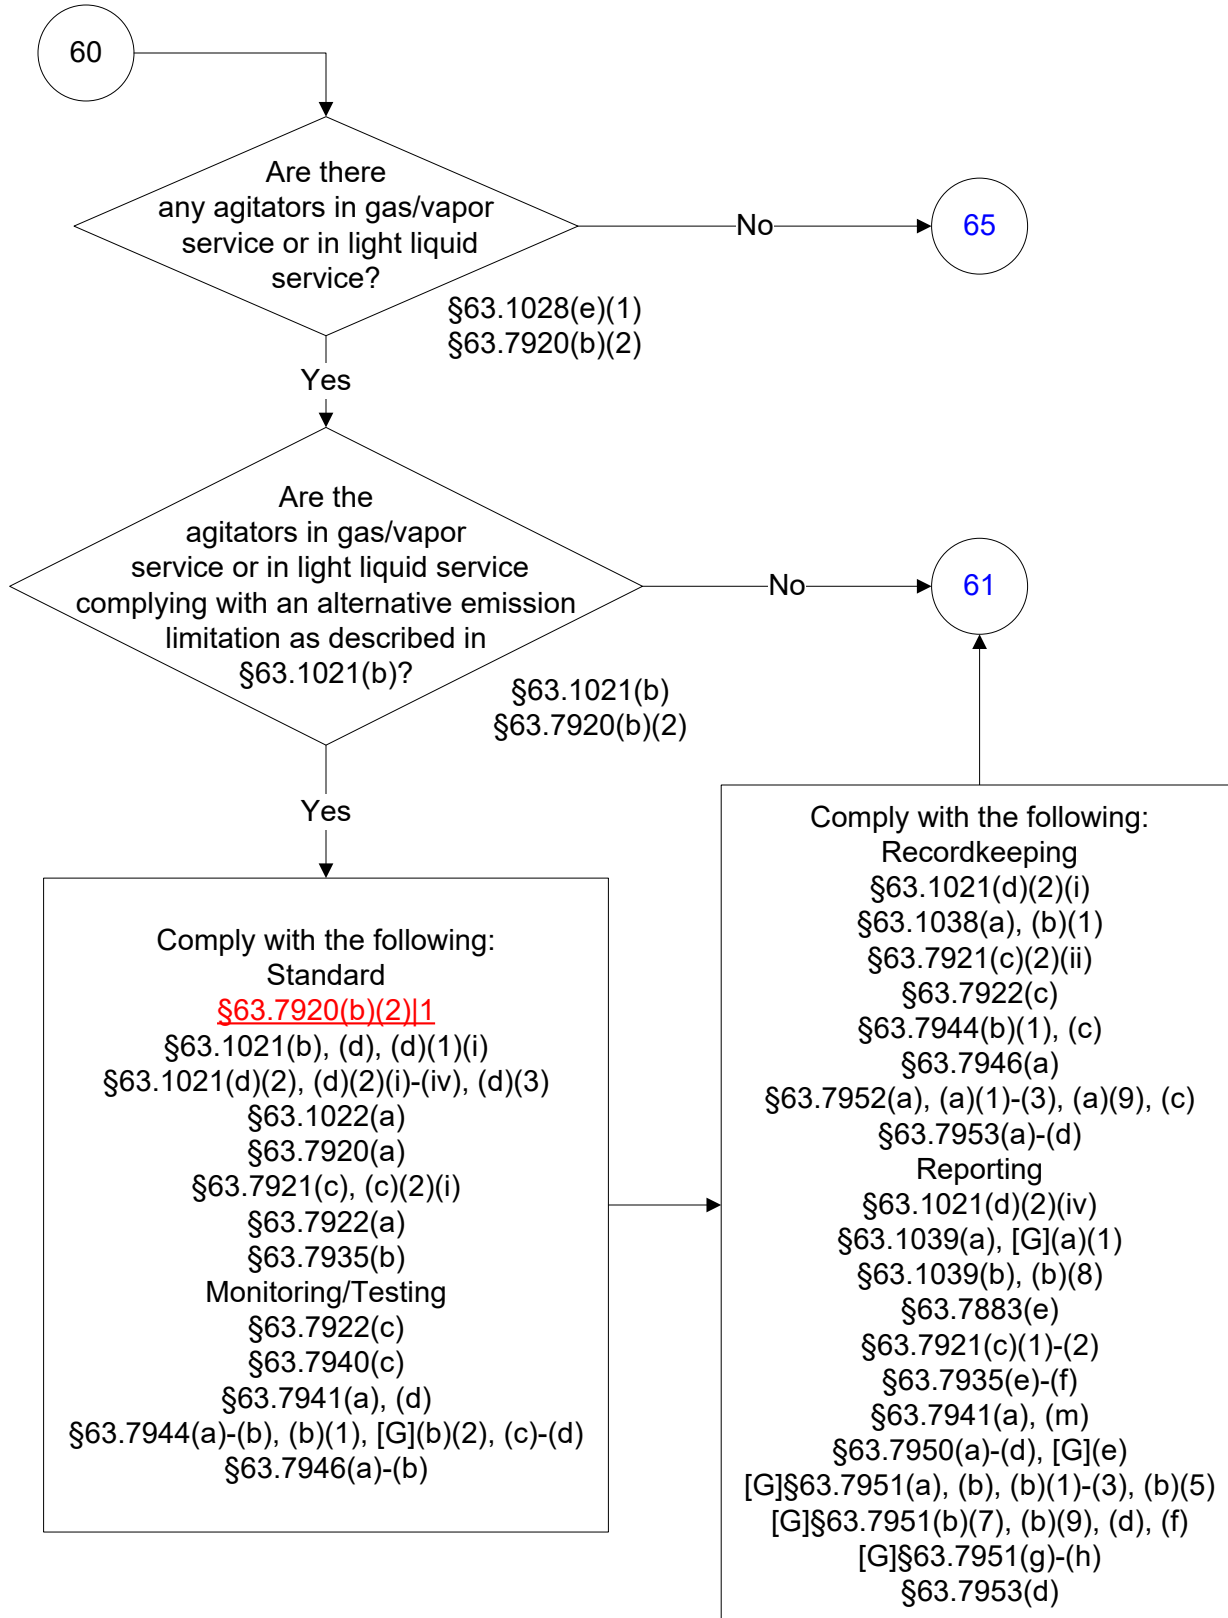 60
Are there
any agitators in gas/vapor
service or in light liquid
service?
No
65
§63.1028(e)(1)
§63.7920(b)(2)
Yes
Are the
agitators in gas/vapor
service or in light liquid service
complying with an alternative emission
limitation as described in
§63.1021(b)?
No
61
§63.1021(b)
§63.7920(b)(2)
Yes
Comply with the following:
Standard
§63.7920(b)(2)|1
§63.1021(b), (d), (d)(1)(i)
§63.1021(d)(2), (d)(2)(i)-(iv), (d)(3)
§63.1022(a)
§63.7920(a)
§63.7921(c), (c)(2)(i)
§63.7922(a)
§63.7935(b)
Monitoring/Testing
§63.7922(c)
§63.7940(c)
§63.7941(a), (d)
§63.7944(a)-(b), (b)(1), [G](b)(2), (c)-(d)
§63.7946(a)-(b)
Comply with the following:
Recordkeeping
§63.1021(d)(2)(i)
§63.1038(a), (b)(1)
§63.7921(c)(2)(ii)
§63.7922(c)
§63.7944(b)(1), (c)
§63.7946(a)
§63.7952(a), (a)(1)-(3), (a)(9), (c)
§63.7953(a)-(d)
Reporting
§63.1021(d)(2)(iv)
§63.1039(a), [G](a)(1)
§63.1039(b), (b)(8)
§63.7883(e)
§63.7921(c)(1)-(2)
§63.7935(e)-(f)
§63.7941(a), (m)
§63.7950(a)-(d), [G](e)
[G]§63.7951(a), (b), (b)(1)-(3), (b)(5)
[G]§63.7951(b)(7), (b)(9), (d), (f)
[G]§63.7951(g)-(h)
§63.7953(d)